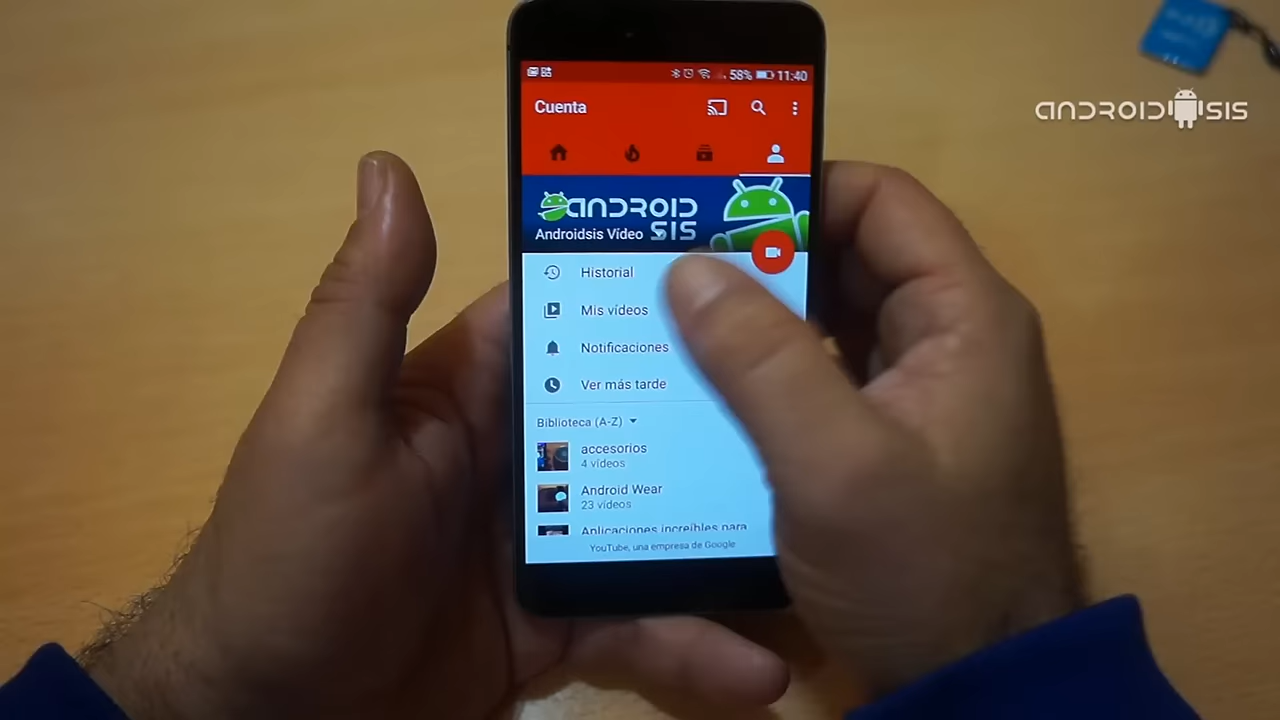 58% 11:40
Cuenta
ANDROIDSIS
ANDROID
SIS
Androidsis Vídeo
Historial
Mis vídeos
Notificaciones
Ver más tarde
Biblioteca (A-Z)
accesorios
4 vídeos
Android Wear
23 vídeos
Aplicaciones increíbles para
YouTube, una empresa de Google